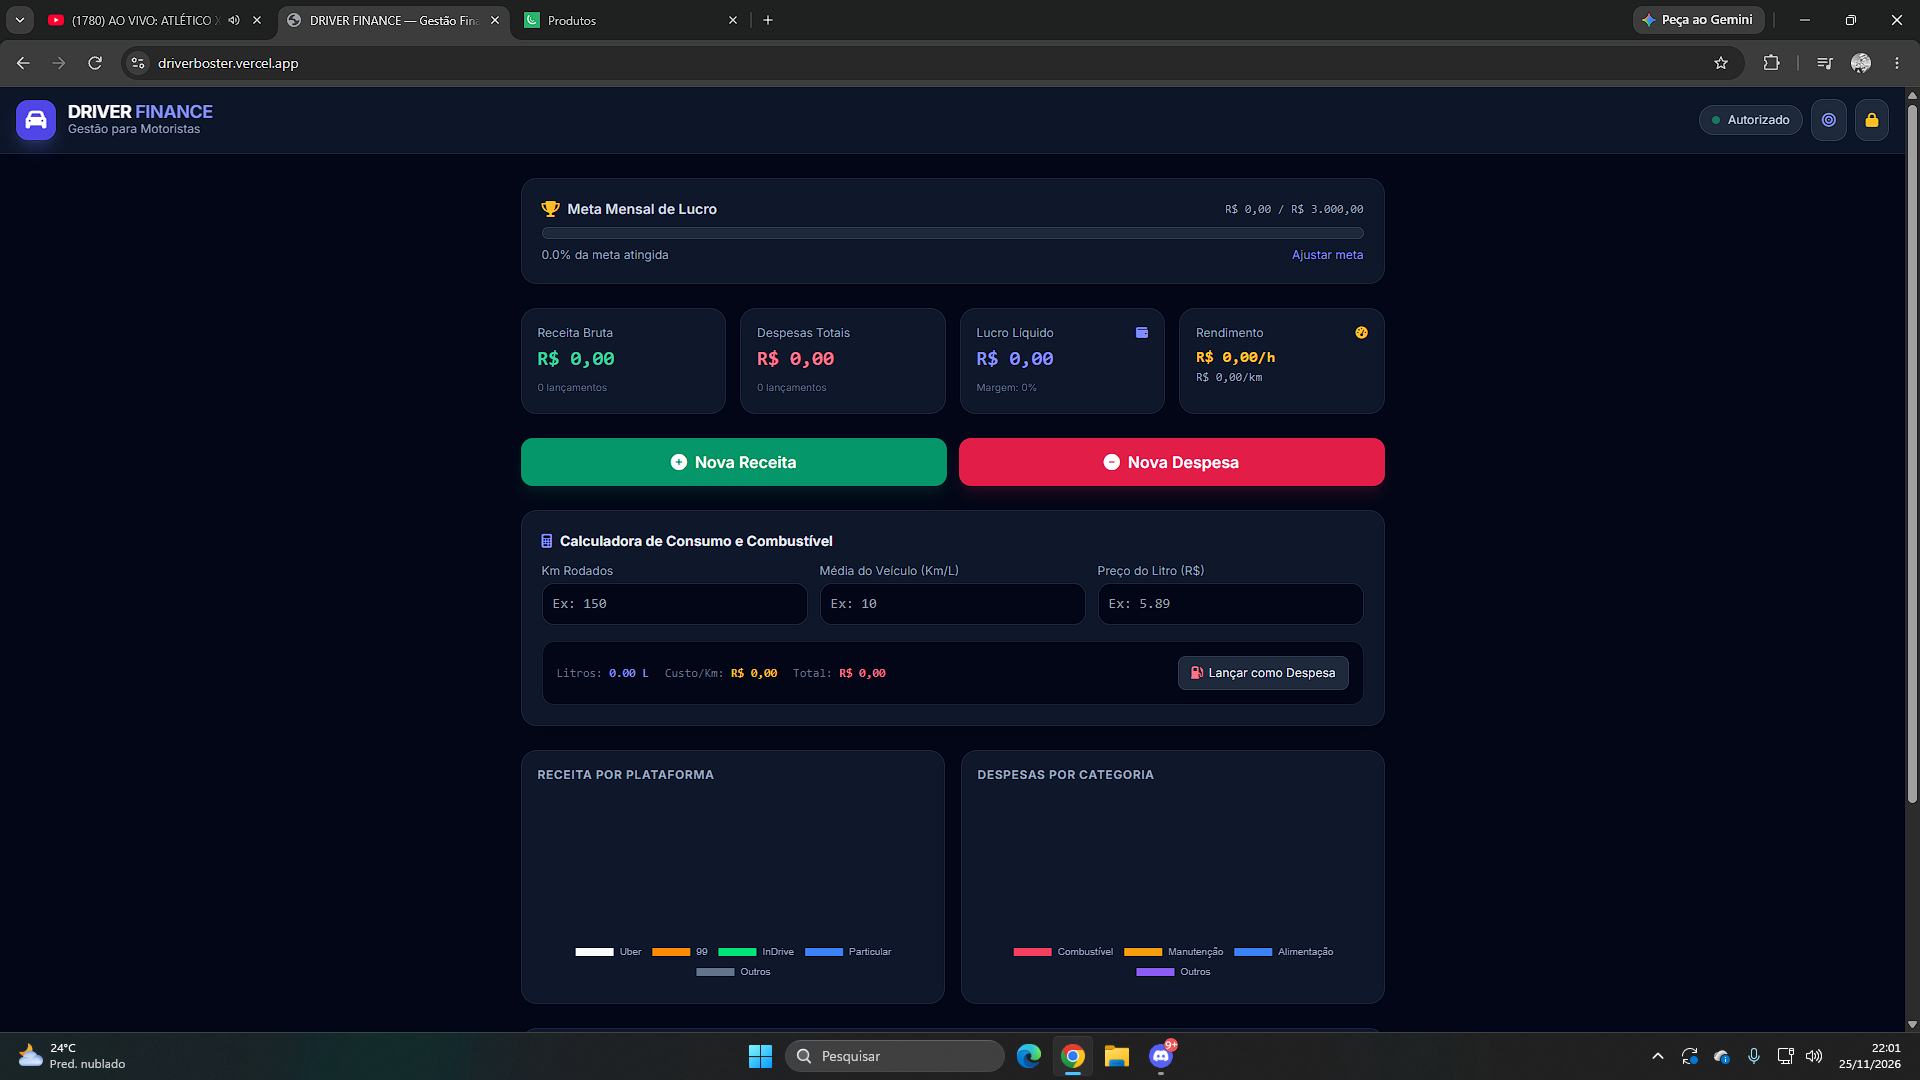 (1780) AO VIVO: ATLÉTICO X
DRIVER FINANCE — Gestão Fin
Produtos
Peça ao Gemini
driverboster.vercel.app
DRIVER FINANCE
Gestão para Motoristas
Autorizado
Meta Mensal de Lucro
R$ 0,00 / R$ 3.000,00
0.0% da meta atingida
Ajustar meta
Receita Bruta
R$ 0,00
0 lançamentos
Despesas Totais
R$ 0,00
0 lançamentos
Lucro Líquido
R$ 0,00
Margem: 0%
Rendimento
R$ 0,00/h
R$ 0,00/km
Nova Receita
Nova Despesa
Calculadora de Consumo e Combustível
Km Rodados
Média do Veículo (Km/L)
Preço do Litro (R$)
Ex: 150
Ex: 10
Ex: 5.89
Litros: 0.00 L Custo/Km: R$ 0,00 Total: R$ 0,00
Lançar como Despesa
RECEITA POR PLATAFORMA
Uber 99 InDrive Particular
Outros
DESPESAS POR CATEGORIA
Combustível Manutenção Alimentação
Outros
24°C
Pred. nublado
Pesquisar
9+
22:01
25/11/2026